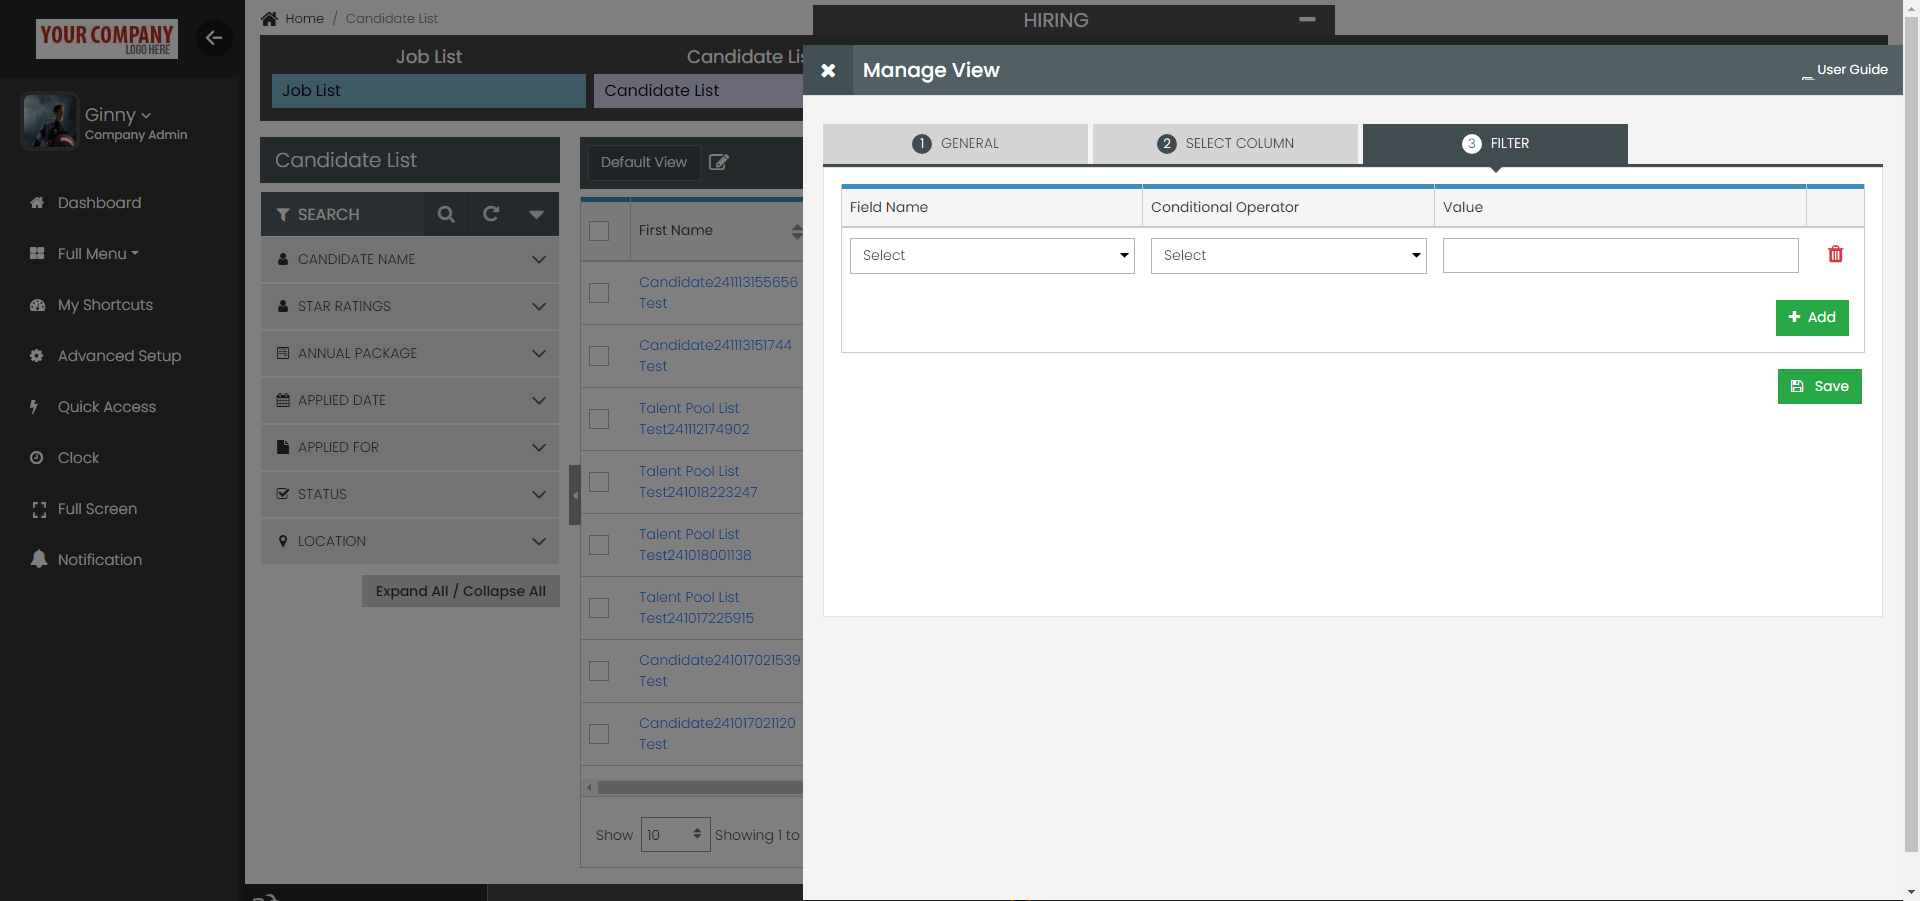 YOUR COMPANY
LOGO HERE
Ginny
Company Admin
Dashboard
Full Menu
My Shortcuts
Advanced Setup
Quick Access
Clock
Full Screen
Notification
Home / Candidate List
HIRING
Job List
Candidate Lis
Job List
Candidate List
Candidate List
SEARCH
CANDIDATE NAME
STAR RATINGS
ANNUAL PACKAGE
APPLIED DATE
APPLIED FOR
STATUS
LOCATION
Expand All / Collapse All
Default View
First Name
Candidate241113155656
Test
Candidate241113151744
Test
Talent Pool List
Test241112174902
Talent Pool List
Test241018223247
Talent Pool List
Test241018001138
Talent Pool List
Test241017225915
Candidate241017021539
Test
Candidate241017021120
Test
Show 10 Showing 1 to
Manage View
User Guide
1 GENERAL
2 SELECT COLUMN
3 FILTER
Field Name
Conditional Operator
Value
Select
Select
Add
Save